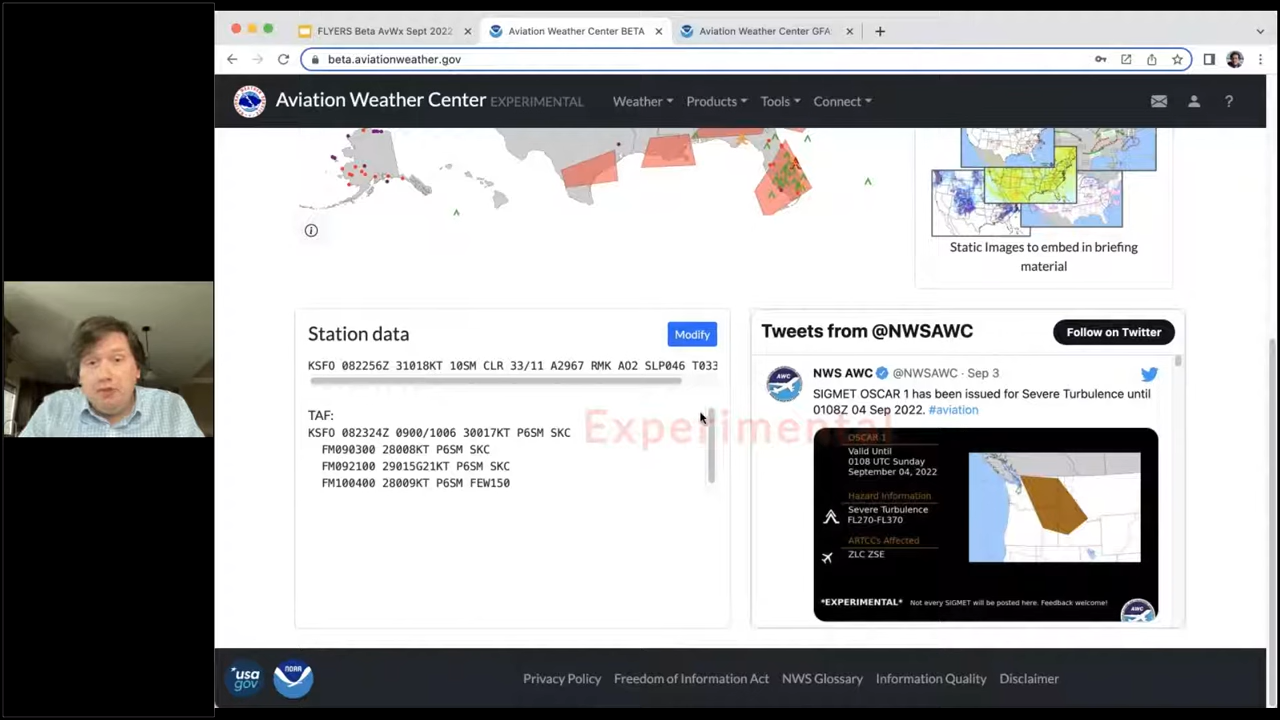 FLYERS Beta AvWx Sept 2022
Aviation Weather Center BETA
Aviation Weather Center GFA
beta.aviationweather.gov
Aviation Weather Center EXPERIMENTAL
Weather
Products
Tools
Connect
?
Static Images to embed in briefing
material
Station data
Modify
KSFO 082256Z 31018KT 10SM CLR 33/11 A2967 RMK AO2 SLP046 T033
TAF:
KSFO 082324Z 0900/1006 30017KT P6SM SKC
FM090300 28008KT P6SM SKC
FM092100 29015G21KT P6SM SKC
FM100400 28009KT P6SM FEW150
Experimental
Tweets from @NWSAWC
Follow on Twitter
AWC
NWS AWC @NWSAWC · Sep 3
SIGMET OSCAR 1 has been issued for Severe Turbulence until
0108Z 04 Sep 2022. #aviation
OSCAR 1
Valid Until
0108 UTC Sunday
September 04, 2022
Hazard Information
Severe Turbulence
FL270-FL370
ARTCCs Affected
ZLC ZSE
*EXPERIMENTAL* Not every SIGMET will be posted here. Feedback welcome!
AWC
USA
gov
NOAA
Privacy Policy
Freedom of Information Act
NWS Glossary
Information Quality
Disclaimer